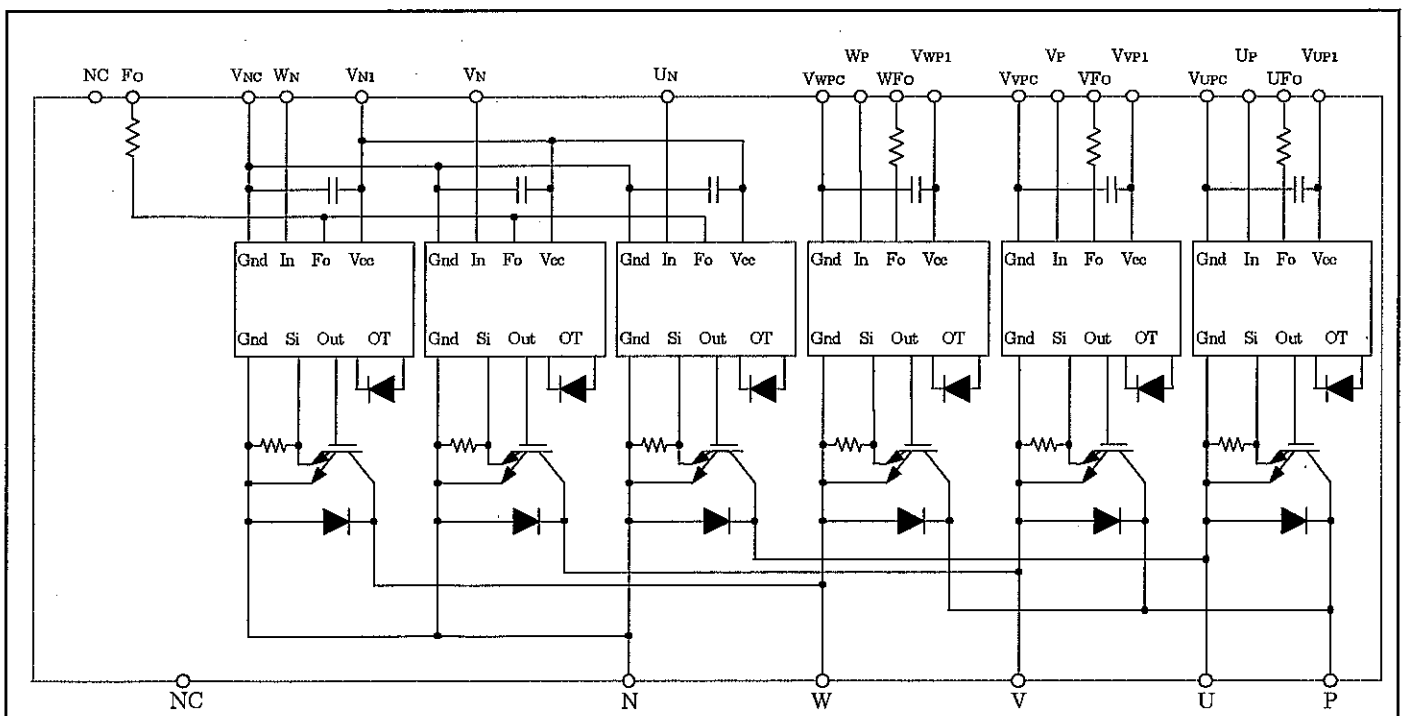 WP VWP1 VP VVP1 UP VUP1
NC FO VNC WN VN1 VN UN VWPC WFO VVPC VFO VUPC UFO
Gnd In Fo Vcc Gnd In Fo Vcc Gnd In Fo Vcc Gnd In Fo Vcc Gnd In Fo Vcc Gnd In Fo Vcc
Gnd Si Out OT Gnd Si Out OT Gnd Si Out OT Gnd Si Out OT Gnd Si Out OT Gnd Si Out OT
NC N W V U P